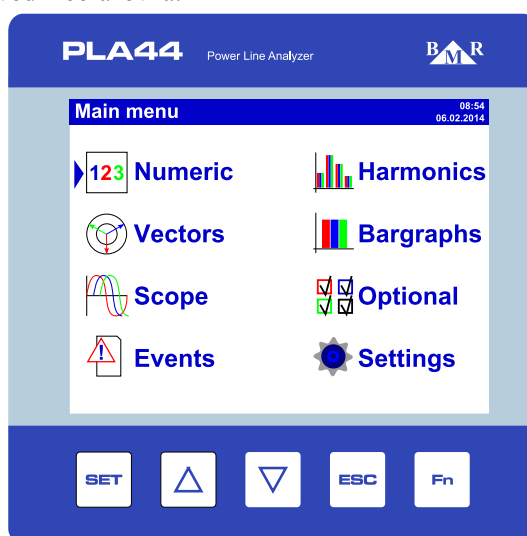 PLA44 Power Line Analyzer BMR
Main menu 08:54
06.02.2014
123 Numeric Harmonics
Vectors Bargraphs
Scope Optional
! Events Settings
SET ESC Fn